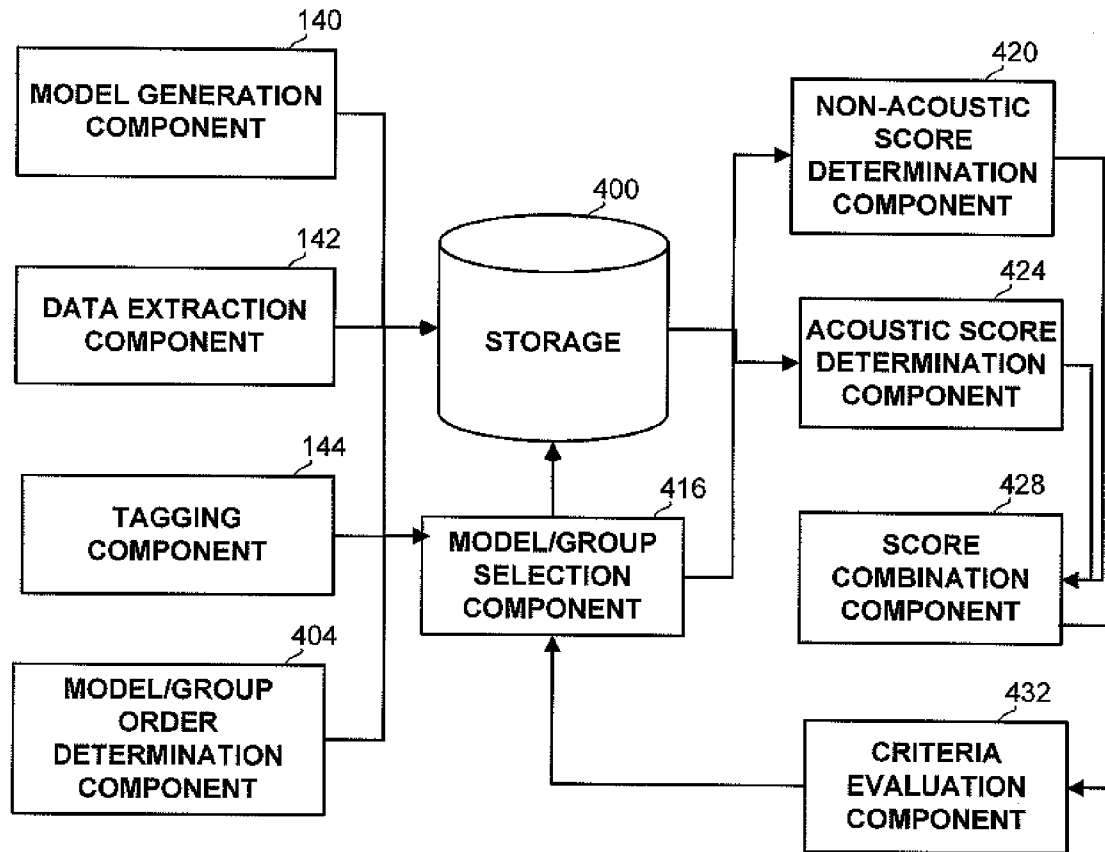 140
MODEL GENERATION
COMPONENT
142
DATA EXTRACTION
COMPONENT
144
TAGGING
COMPONENT
404
MODEL/GROUP
ORDER
DETERMINATION
COMPONENT
400
STORAGE
416
MODEL/GROUP
SELECTION
COMPONENT
420
NON-ACOUSTIC
SCORE
DETERMINATION
COMPONENT
424
ACOUSTIC SCORE
DETERMINATION
COMPONENT
428
SCORE
COMBINATION
COMPONENT
432
CRITERIA
EVALUATION
COMPONENT